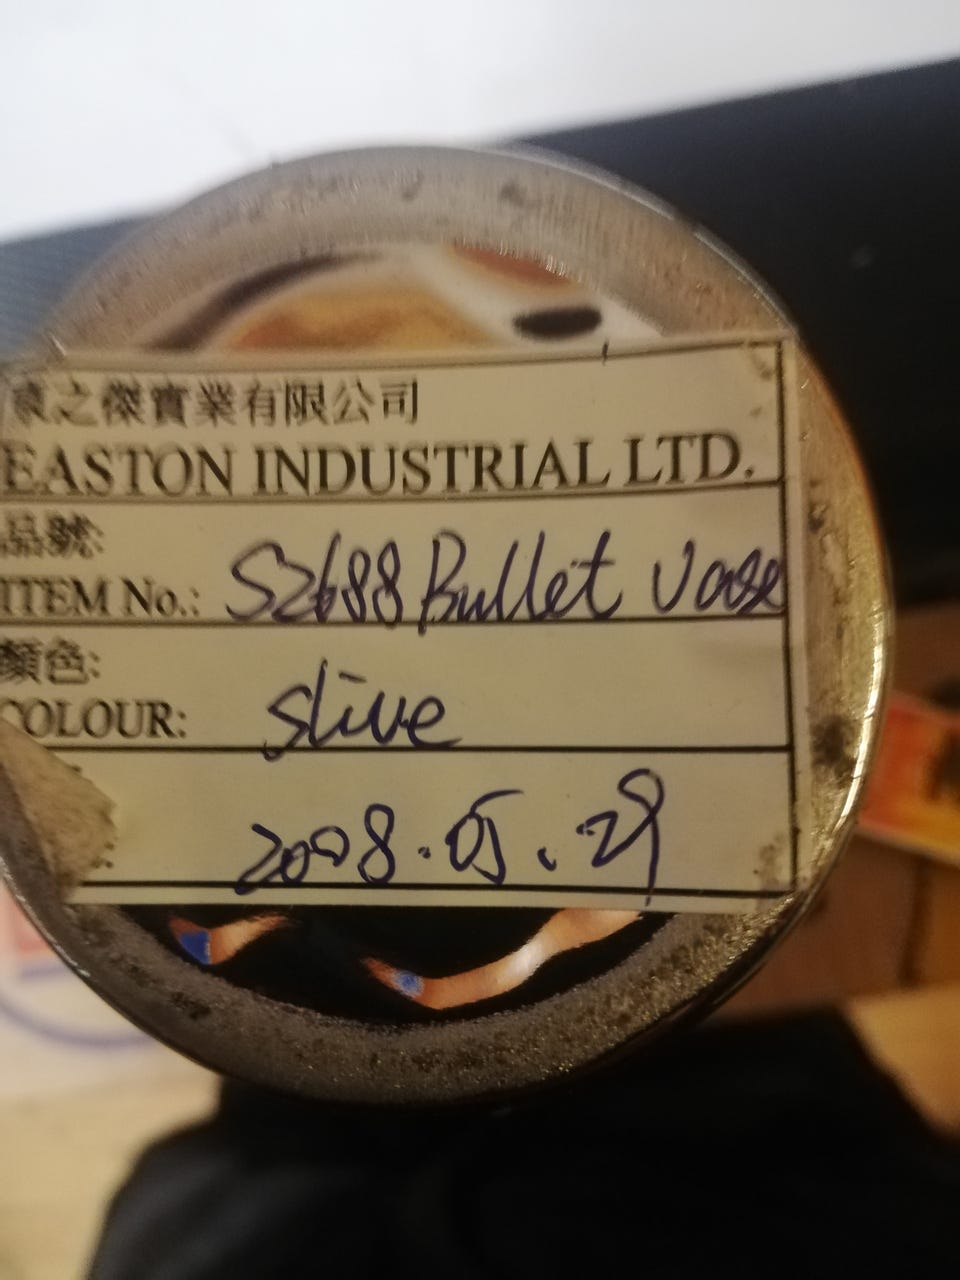 之傑實業有限公司
EASTON INDUSTRIAL LTD.
品號:
ITEM No.: S2688 Bullet Vase
顏色:
COLOUR: slive
2008.05.29